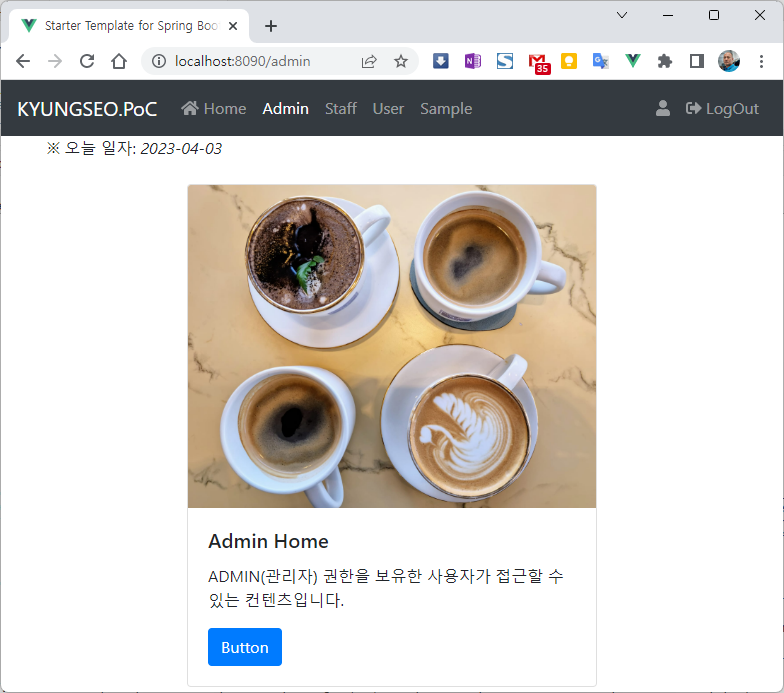 Starter Template for Spring Boo
localhost:8090/admin
35
KYUNGSEO.PoC Home Admin Staff User Sample LogOut
※ 오늘 일자: 2023-04-03
Admin Home
ADMIN(관리자) 권한을 보유한 사용자가 접근할 수
있는 컨텐츠입니다.
Button